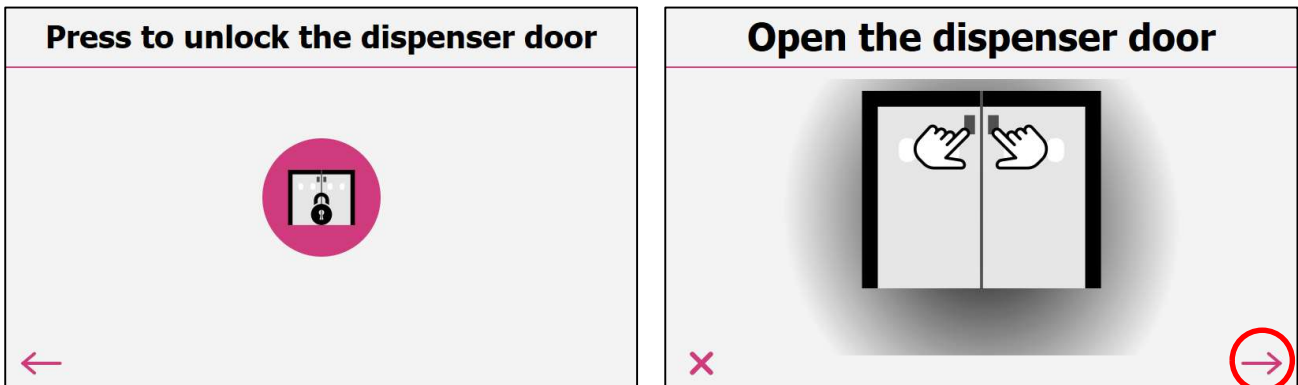 Press to unlock the dispenser door
Open the dispenser door